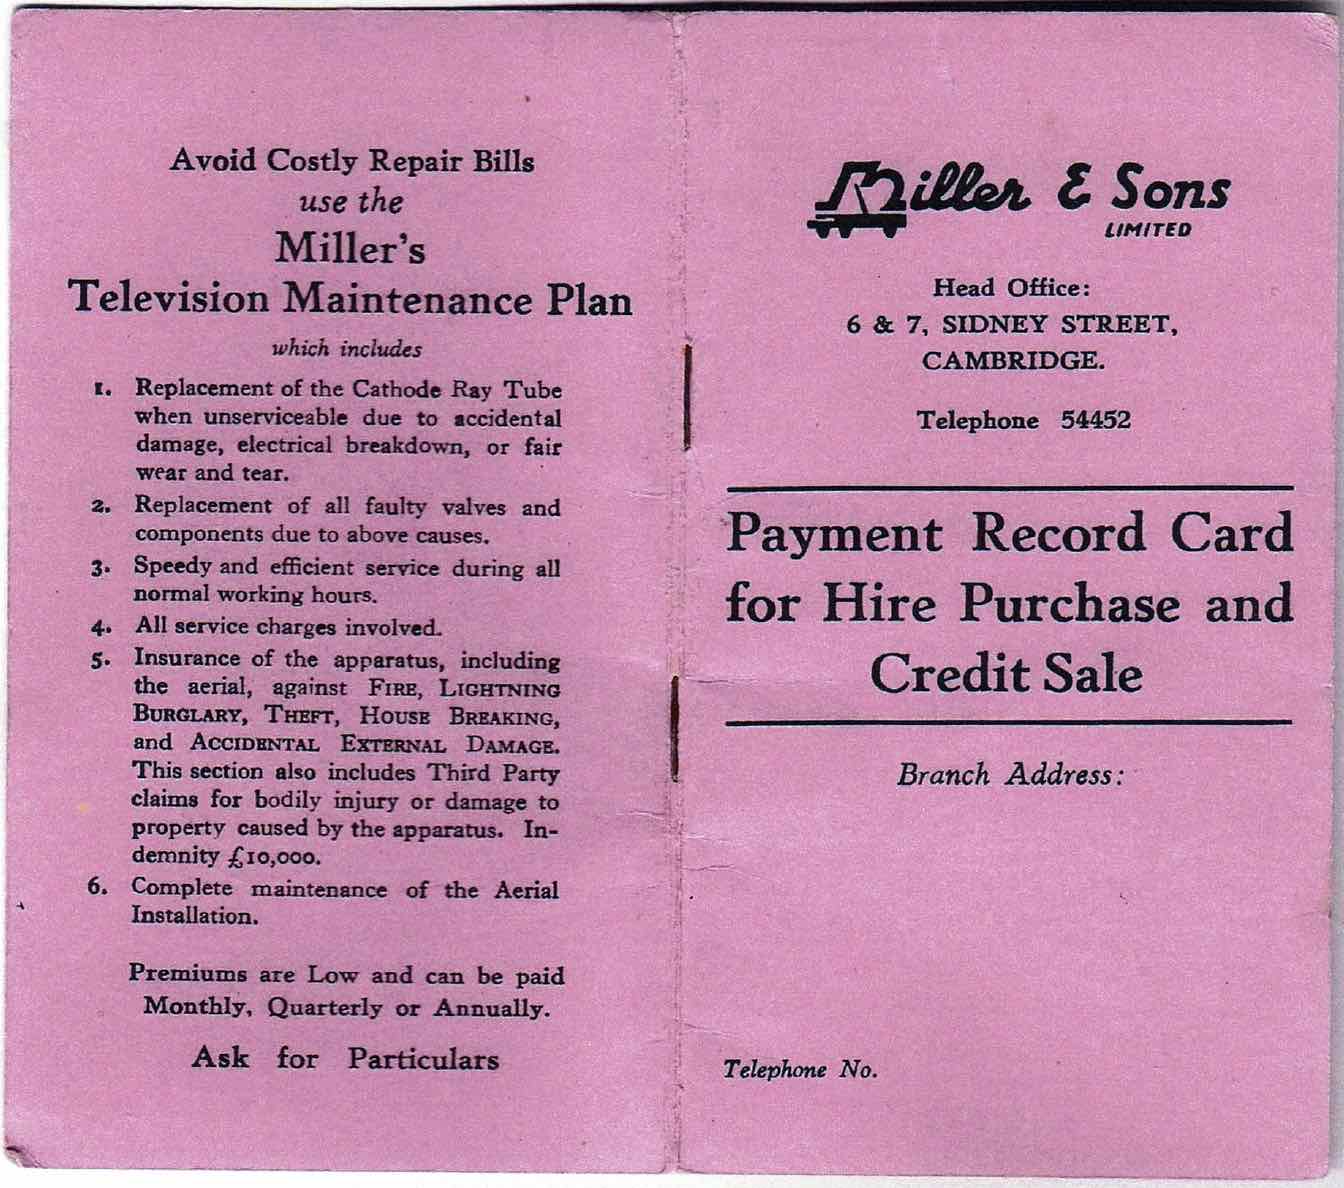 Avoid Costly Repair Bills
use the
Miller's
Television Maintenance Plan
which includes
1. Replacement of the Cathode Ray Tube
when unserviceable due to accidental
damage, electrical breakdown, or fair
wear and tear.
2. Replacement of all faulty valves and
components due to above causes.
3. Speedy and efficient service during all
normal working hours.
4. All service charges involved.
5. Insurance of the apparatus, including
the aerial, against FIRE, LIGHTNING
BURGLARY, THEFT, HOUSE BREAKING,
and ACCIDENTAL EXTERNAL DAMAGE.
This section also includes Third Party
claims for bodily injury or damage to
property caused by the apparatus. In-
demnity £10,000.
6. Complete maintenance of the Aerial
Installation.
Premiums are Low and can be paid
Monthly, Quarterly or Annually.
Ask for Particulars
Miller & Sons
LIMITED
Head Office:
6 & 7, SIDNEY STREET,
CAMBRIDGE.
Telephone 54452
Payment Record Card
for Hire Purchase and
Credit Sale
Branch Address:
Telephone No.